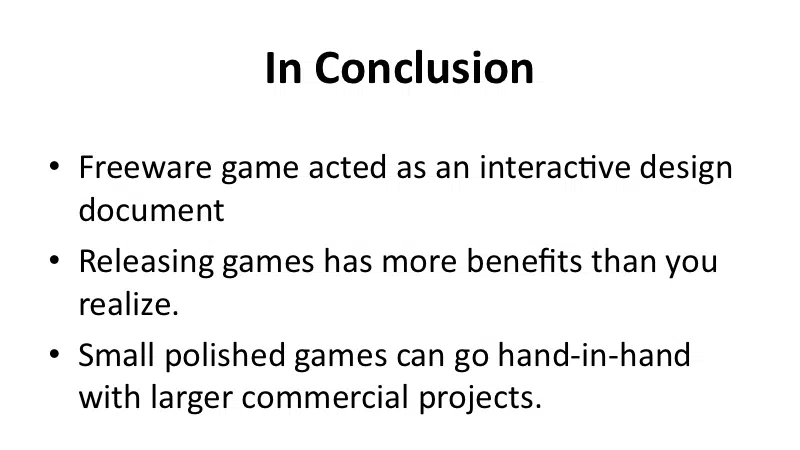 In Conclusion
• Freeware game acted as an interactive design
document
• Releasing games has more benefits than you
realize.
• Small polished games can go hand-in-hand
with larger commercial projects.